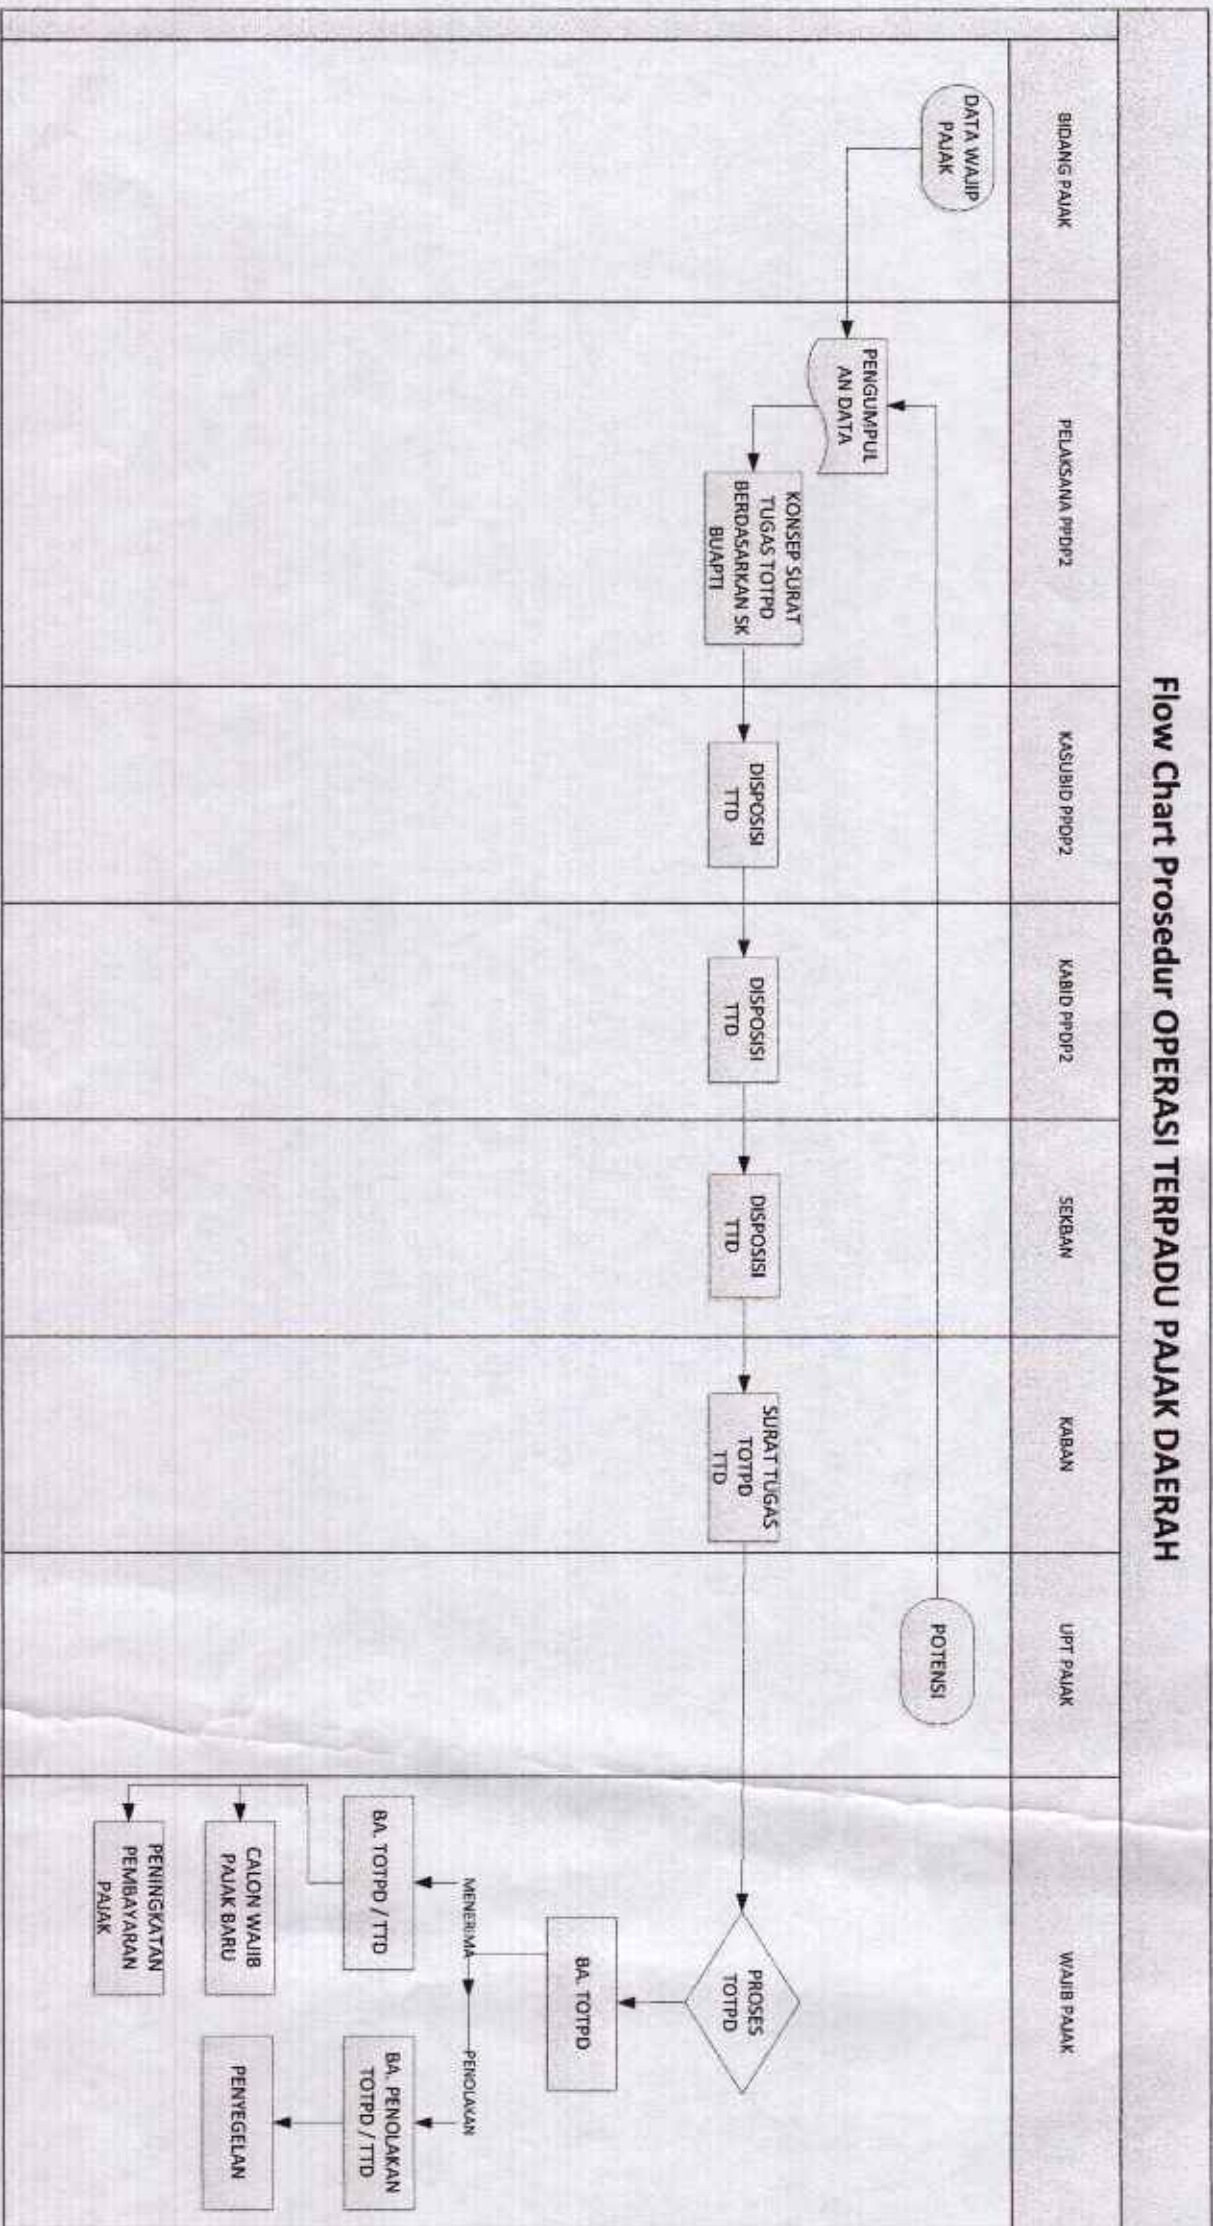 Flow Chart Prosedur OPERASI TERPADU PAJAK DAERAH
BIDANG PAJAK
PELAKSANA PPDP2
KASUBID PPDP2
KABID PPDP2
SEKBAN
KABAN
UPT PAJAK
WAJIB PAJAK
DATA WAJIP
PAJAK
PENGUMPUL
AN DATA
KONSEP SURAT
TUGAS TOTPD
BERDASARKAN SK
BUAPTI
DISPOSISI
TTD
DISPOSISI
TTD
DISPOSISI
TTD
SURAT TUGAS
TOTPD
TTD
POTENSI
PROSES
TOTPD
BA. TOTPD
MENERIMA
PENOLAKAN
BA. TOTPD / TTD
BA. PENOLAKAN
TOTPD / TTD
CALON WAJIB
PAJAK BARU
PENYEGELAN
PENINGKATAN
PEMBAYARAN
PAJAK